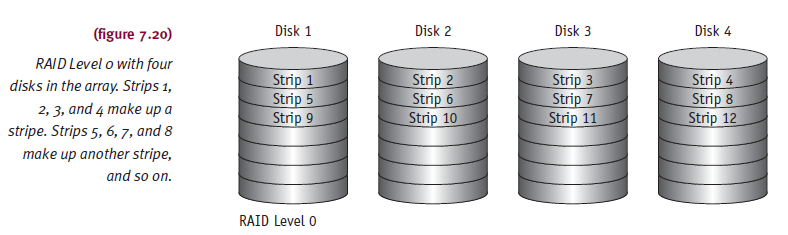 (figure 7.20)
RAID Level 0 with four
disks in the array. Strips 1,
2, 3, and 4 make up a
stripe. Strips 5, 6, 7, and 8
make up another stripe,
and so on.
Disk 1
Disk 2
Disk 3
Disk 4
Strip 1
Strip 2
Strip 3
Strip 4
Strip 5
Strip 6
Strip 7
Strip 8
Strip 9
Strip 10
Strip 11
Strip 12
RAID Level 0